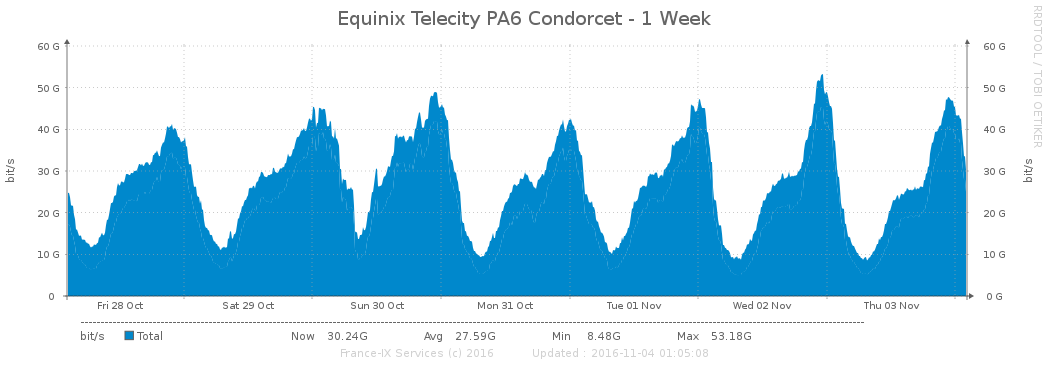 Equinix Telecity PA6 Condorcet - 1 Week
RRDTOOL / TOBI OETIKER
60 G 60 G
50 G 50 G
40 G 40 G
30 G 30 G
20 G 20 G
10 G 10 G
0 0 G
bit/s
bit/s
Fri 28 Oct Sat 29 Oct Sun 30 Oct Mon 31 Oct Tue 01 Nov Wed 02 Nov Thu 03 Nov
bit/s Total Now 30.24G Avg 27.59G Min 8.48G Max 53.18G
France-IX Services (c) 2016 Updated : 2016-11-04 01:05:08